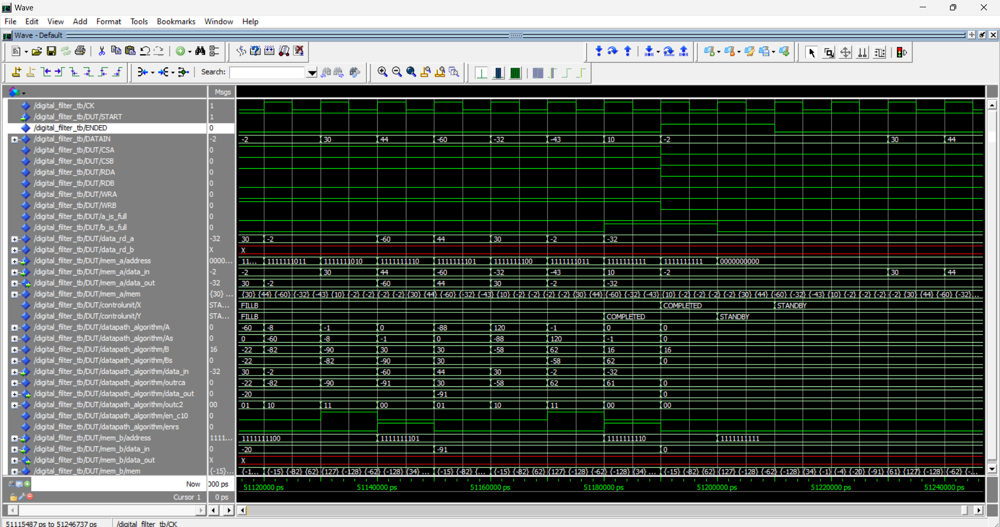 Wave
File Edit View Add Format Tools Bookmarks Window Help
Wave - Default
Search:
Msgs
/digital_filter_tb/CK 1
/digital_filter_tb/DUT/START 1
/digital_filter_tb/ENDED 0
/digital_filter_tb/DATAIN -2 -2 30 44 -60 -32 -43 10 -2 30 44
/digital_filter_tb/DUT/CSA 0
/digital_filter_tb/DUT/CSB 0
/digital_filter_tb/DUT/RDA 0
/digital_filter_tb/DUT/RDB 0
/digital_filter_tb/DUT/WRA 0
/digital_filter_tb/DUT/WRB 0
/digital_filter_tb/DUT/a_is_full 0
/digital_filter_tb/DUT/b_is_full 0
/digital_filter_tb/DUT/data_rd_a -32 30 -2 -60 44 30 -2 -32
/digital_filter_tb/DUT/data_rd_b X X
/digital_filter_tb/DUT/mem_a/address 0000... 11... 1111111011 1111111010 1111111110 1111111101 1111111100 1111111011 1111111111 1111111111 0000000000
/digital_filter_tb/DUT/mem_a/data_in -2 -2 30 44 -60 -32 -43 10 -2 30 44
/digital_filter_tb/DUT/mem_a/data_out -32 30 -2 -60 44 30 -2 -32
/digital_filter_tb/DUT/mem_a/mem {30} ... {30} {44} {-60} {-32} {-43} {10} {-2} {-2} {-2} {-2} {30} {44} {-60} {-32} {-43} {10} {-2} {-2} {-2} {-2} {30} {44} {-60} {-32} {-43} {10} {-2} {-2} {-2} {-2} {30} {44} {-60} {-32} {-43} {10} {-2} {-2} {-2} {-2} {30} {44} {-60} {-32}...
/digital_filter_tb/DUT/controlunit/X STA... FILLB COMPLETED STANDBY
/digital_filter_tb/DUT/controlunit/Y STA... FILLB COMPLETED STANDBY
/digital_filter_tb/DUT/datapath_algorithm/A 0 -60 -8 -1 0 -88 120 -1 0 0
/digital_filter_tb/DUT/datapath_algorithm/As 0 0 -60 -8 -1 0 -88 120 -1 0
/digital_filter_tb/DUT/datapath_algorithm/B 16 -22 -82 -90 30 30 -58 62 16 16
/digital_filter_tb/DUT/datapath_algorithm/Bs 0 -22 -82 -90 30 -58 62 0
/digital_filter_tb/DUT/datapath_algorithm/data_in -32 30 -2 -60 44 30 -2 -32
/digital_filter_tb/DUT/datapath_algorithm/outrca 0 -22 -82 -90 -91 30 -58 62 61 0
/digital_filter_tb/DUT/datapath_algorithm/data_out 0 -20 -91 0
/digital_filter_tb/DUT/datapath_algorithm/outc2 00 01 10 11 00 01 10 11 00 00
/digital_filter_tb/DUT/datapath_algorithm/en_c10 0
/digital_filter_tb/DUT/datapath_algorithm/enrs 0
/digital_filter_tb/DUT/mem_b/address 1111... 1111111100 1111111101 1111111110 1111111111
/digital_filter_tb/DUT/mem_b/data_in 0 -20 -91 0
/digital_filter_tb/DUT/mem_b/data_out X X
/digital_filter_tb/DUT/mem_b/mem {-15}... {-1... {-15} {-82} {62} {127} {-128} {-62} {-128} {34} ... {-15} {-82} {... {-15} {-82} {62} {127} {-128} {-62} {-128} {34} ... {-15} {-82} {62} {127} {-128} {-62} {-128} {34} {-1} {-4} {-20} {-91} {61} {127} {-128} {-62} {-...
Now 000 ps 51120000 ps 51140000 ps 51160000 ps 51180000 ps 51200000 ps 51220000 ps 51240000 ps
Cursor 1 0 ps
51115487 ps to 51246737 ps /digital_filter_tb/CK